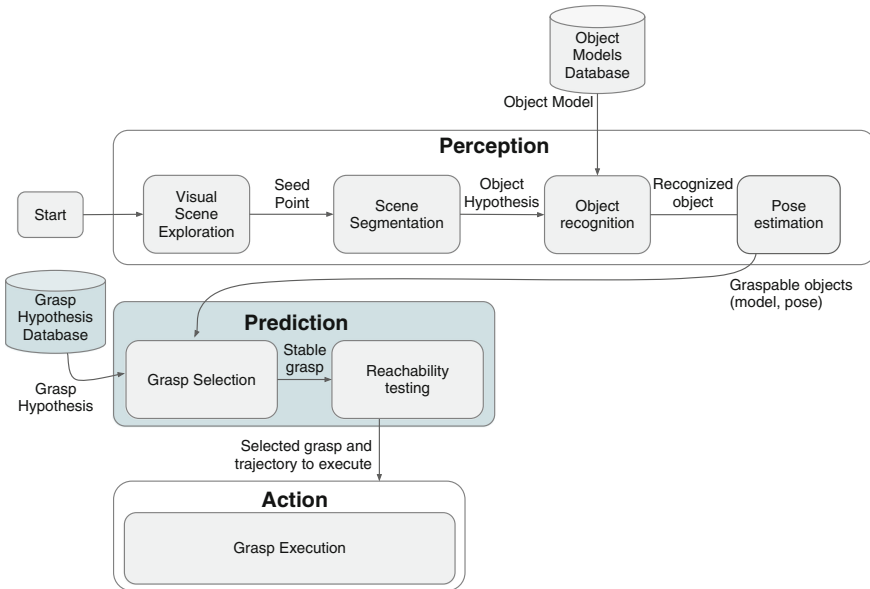 Object
Models
Database
Object Model
Perception
Start
Visual
Scene
Exploration
Seed
Point
Scene
Segmentation
Object
Hypothesis
Object
recognition
Recognized
object
Pose
estimation
Graspable objects
(model, pose)
Grasp
Hypothesis
Database
Grasp
Hypothesis
Prediction
Grasp Selection
Stable
grasp
Reachability
testing
Selected grasp and
trajectory to execute
Action
Grasp Execution